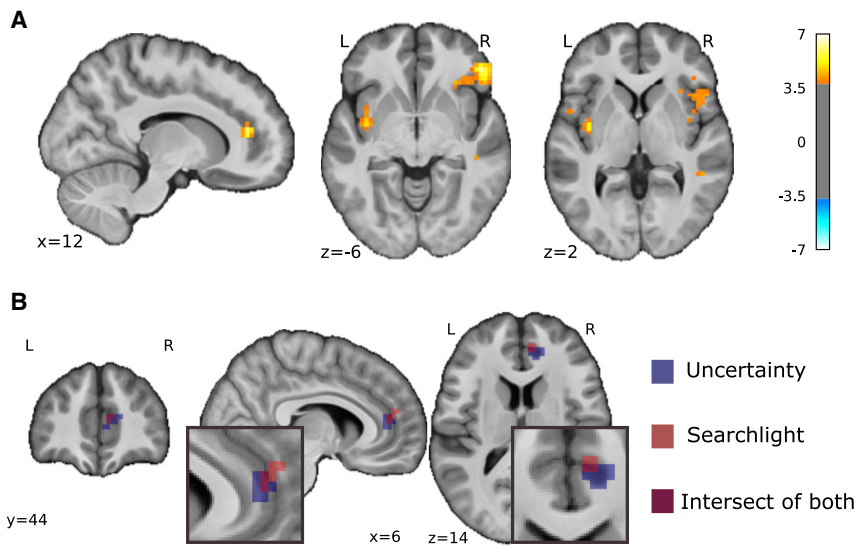 A
L R
L R
x=12
z=-6
z=2
7
3.5
0
-3.5
-7
B
L R
L R
y=44
x=6
z=14
Uncertainty
Searchlight
Intersect of both